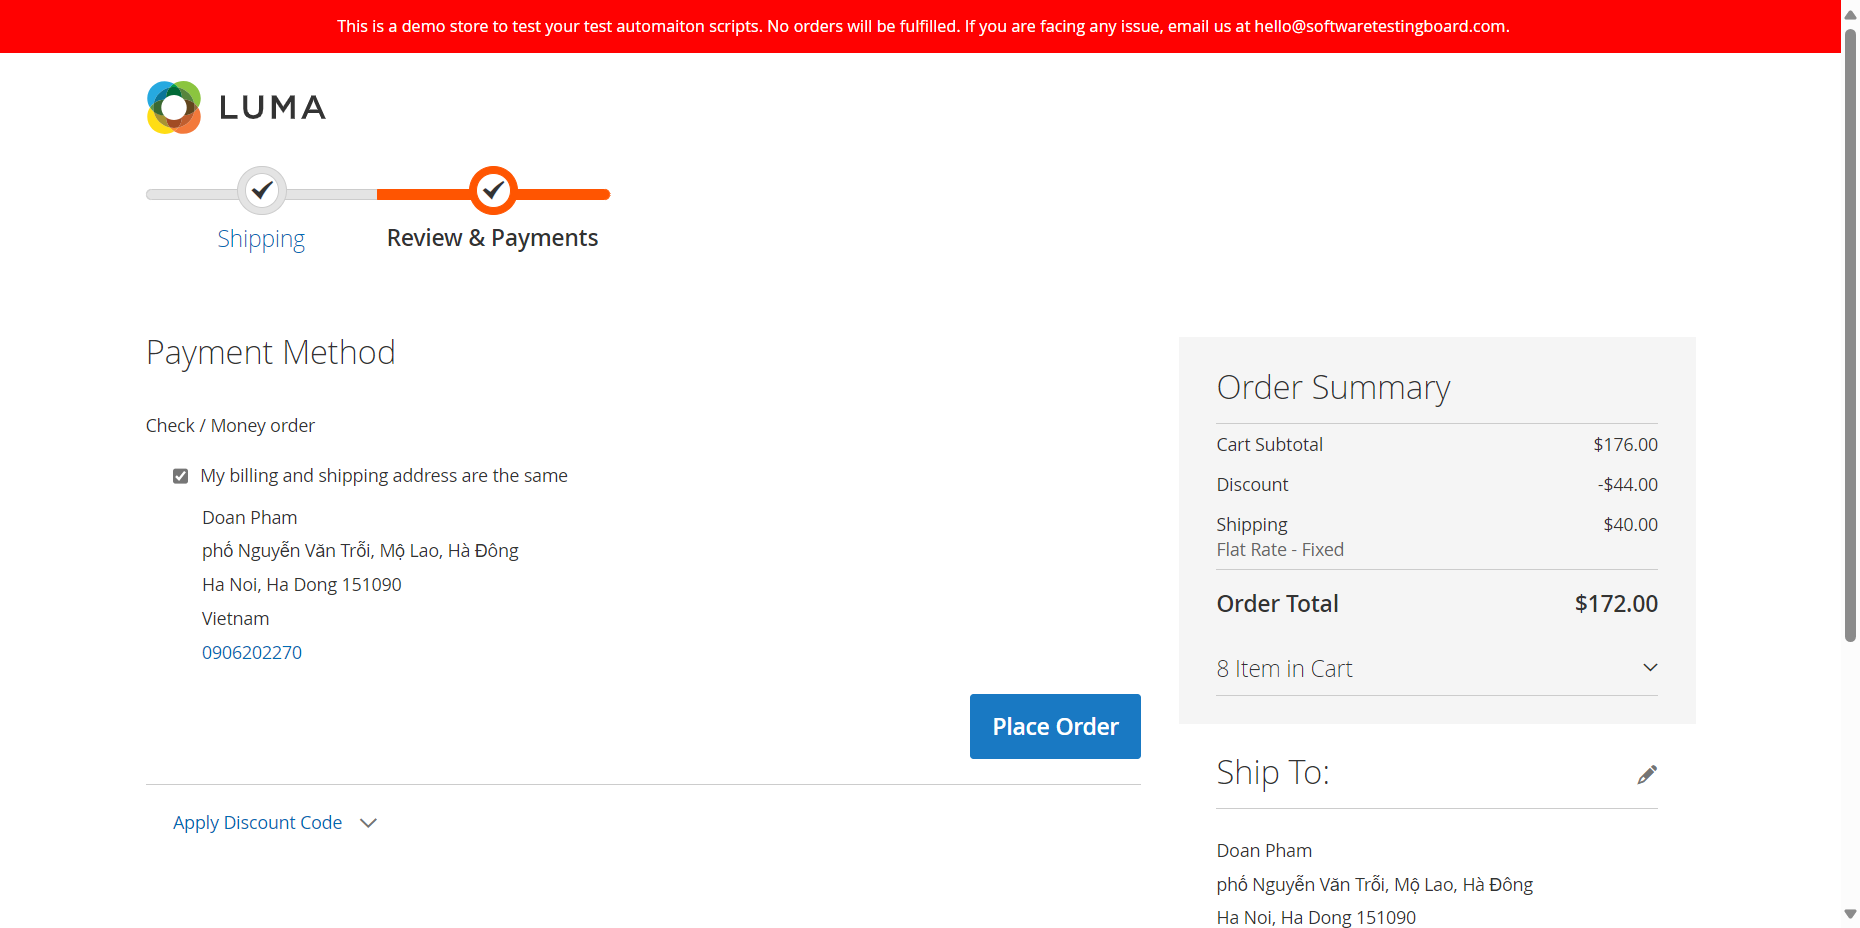 This is a demo store to test your test automaiton scripts. No orders will be fulfilled. If you are facing any issue, email us at hello@softwaretestingboard.com.
LUMA
Shipping
Review & Payments
Payment Method
Check / Money order
My billing and shipping address are the same
Doan Pham
phố Nguyễn Văn Trỗi, Mộ Lao, Hà Đông
Ha Noi, Ha Dong 151090
Vietnam
0906202270
Place Order
Apply Discount Code
Order Summary
Cart Subtotal $176.00
Discount -$44.00
Shipping $40.00
Flat Rate - Fixed
Order Total $172.00
8 Item in Cart
Ship To:
Doan Pham
phố Nguyễn Văn Trỗi, Mộ Lao, Hà Đông
Ha Noi, Ha Dong 151090